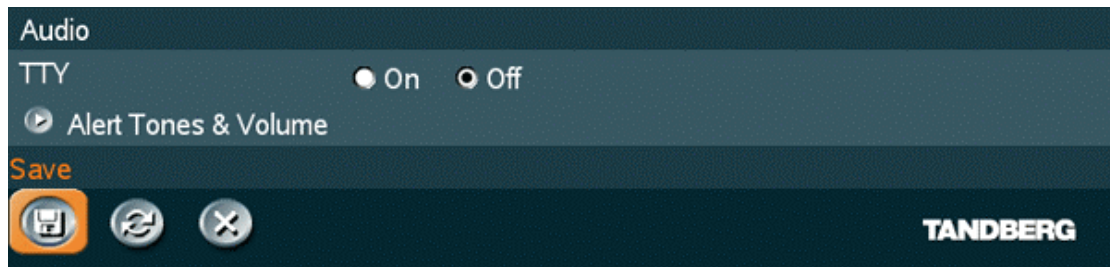 Audio
TTY On Off
Alert Tones & Volume
Save
TANDBERG